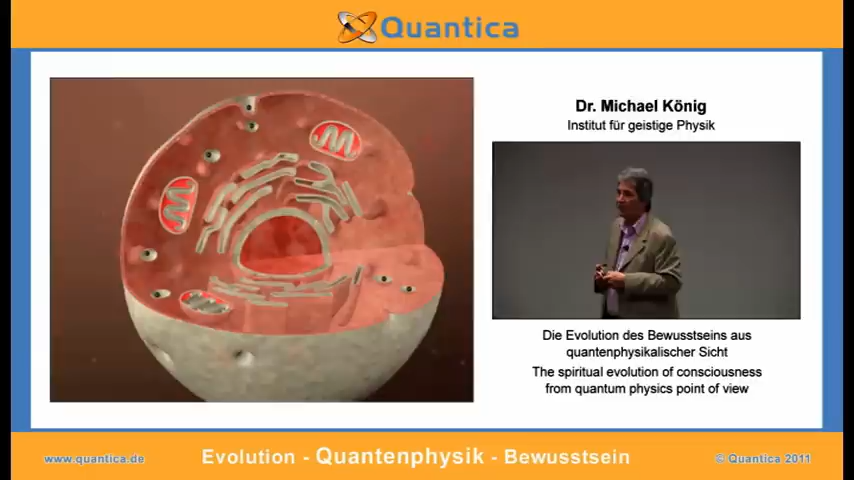 Quantica
Dr. Michael König
Institut für geistige Physik
Die Evolution des Bewusstseins aus
quantenphysikalischer Sicht
The spiritual evolution of consciousness
from quantum physics point of view
www.quantica.de
Evolution - Quantenphysik - Bewusstsein
© Quantica 2011